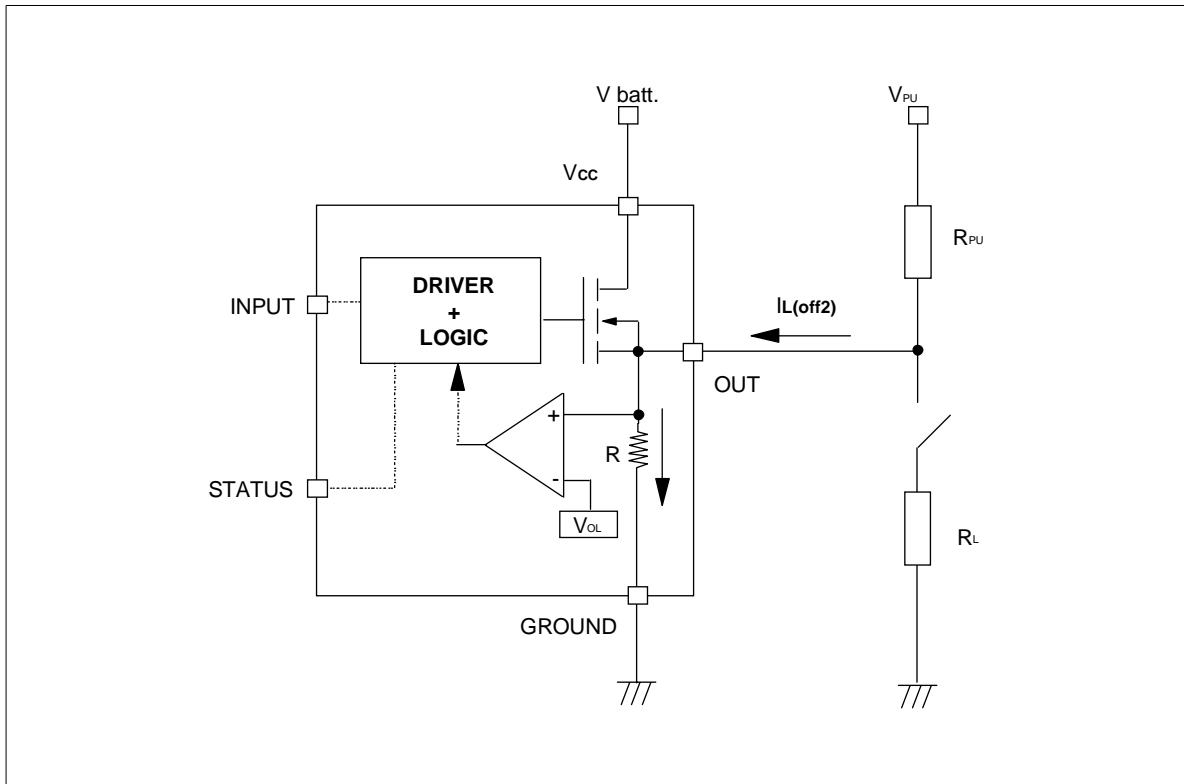 V batt.
VPU
Vcc
RPU
DRIVER
+
LOGIC
INPUT
IL(off2)
OUT
+
R
-
STATUS
VOL
RL
GROUND